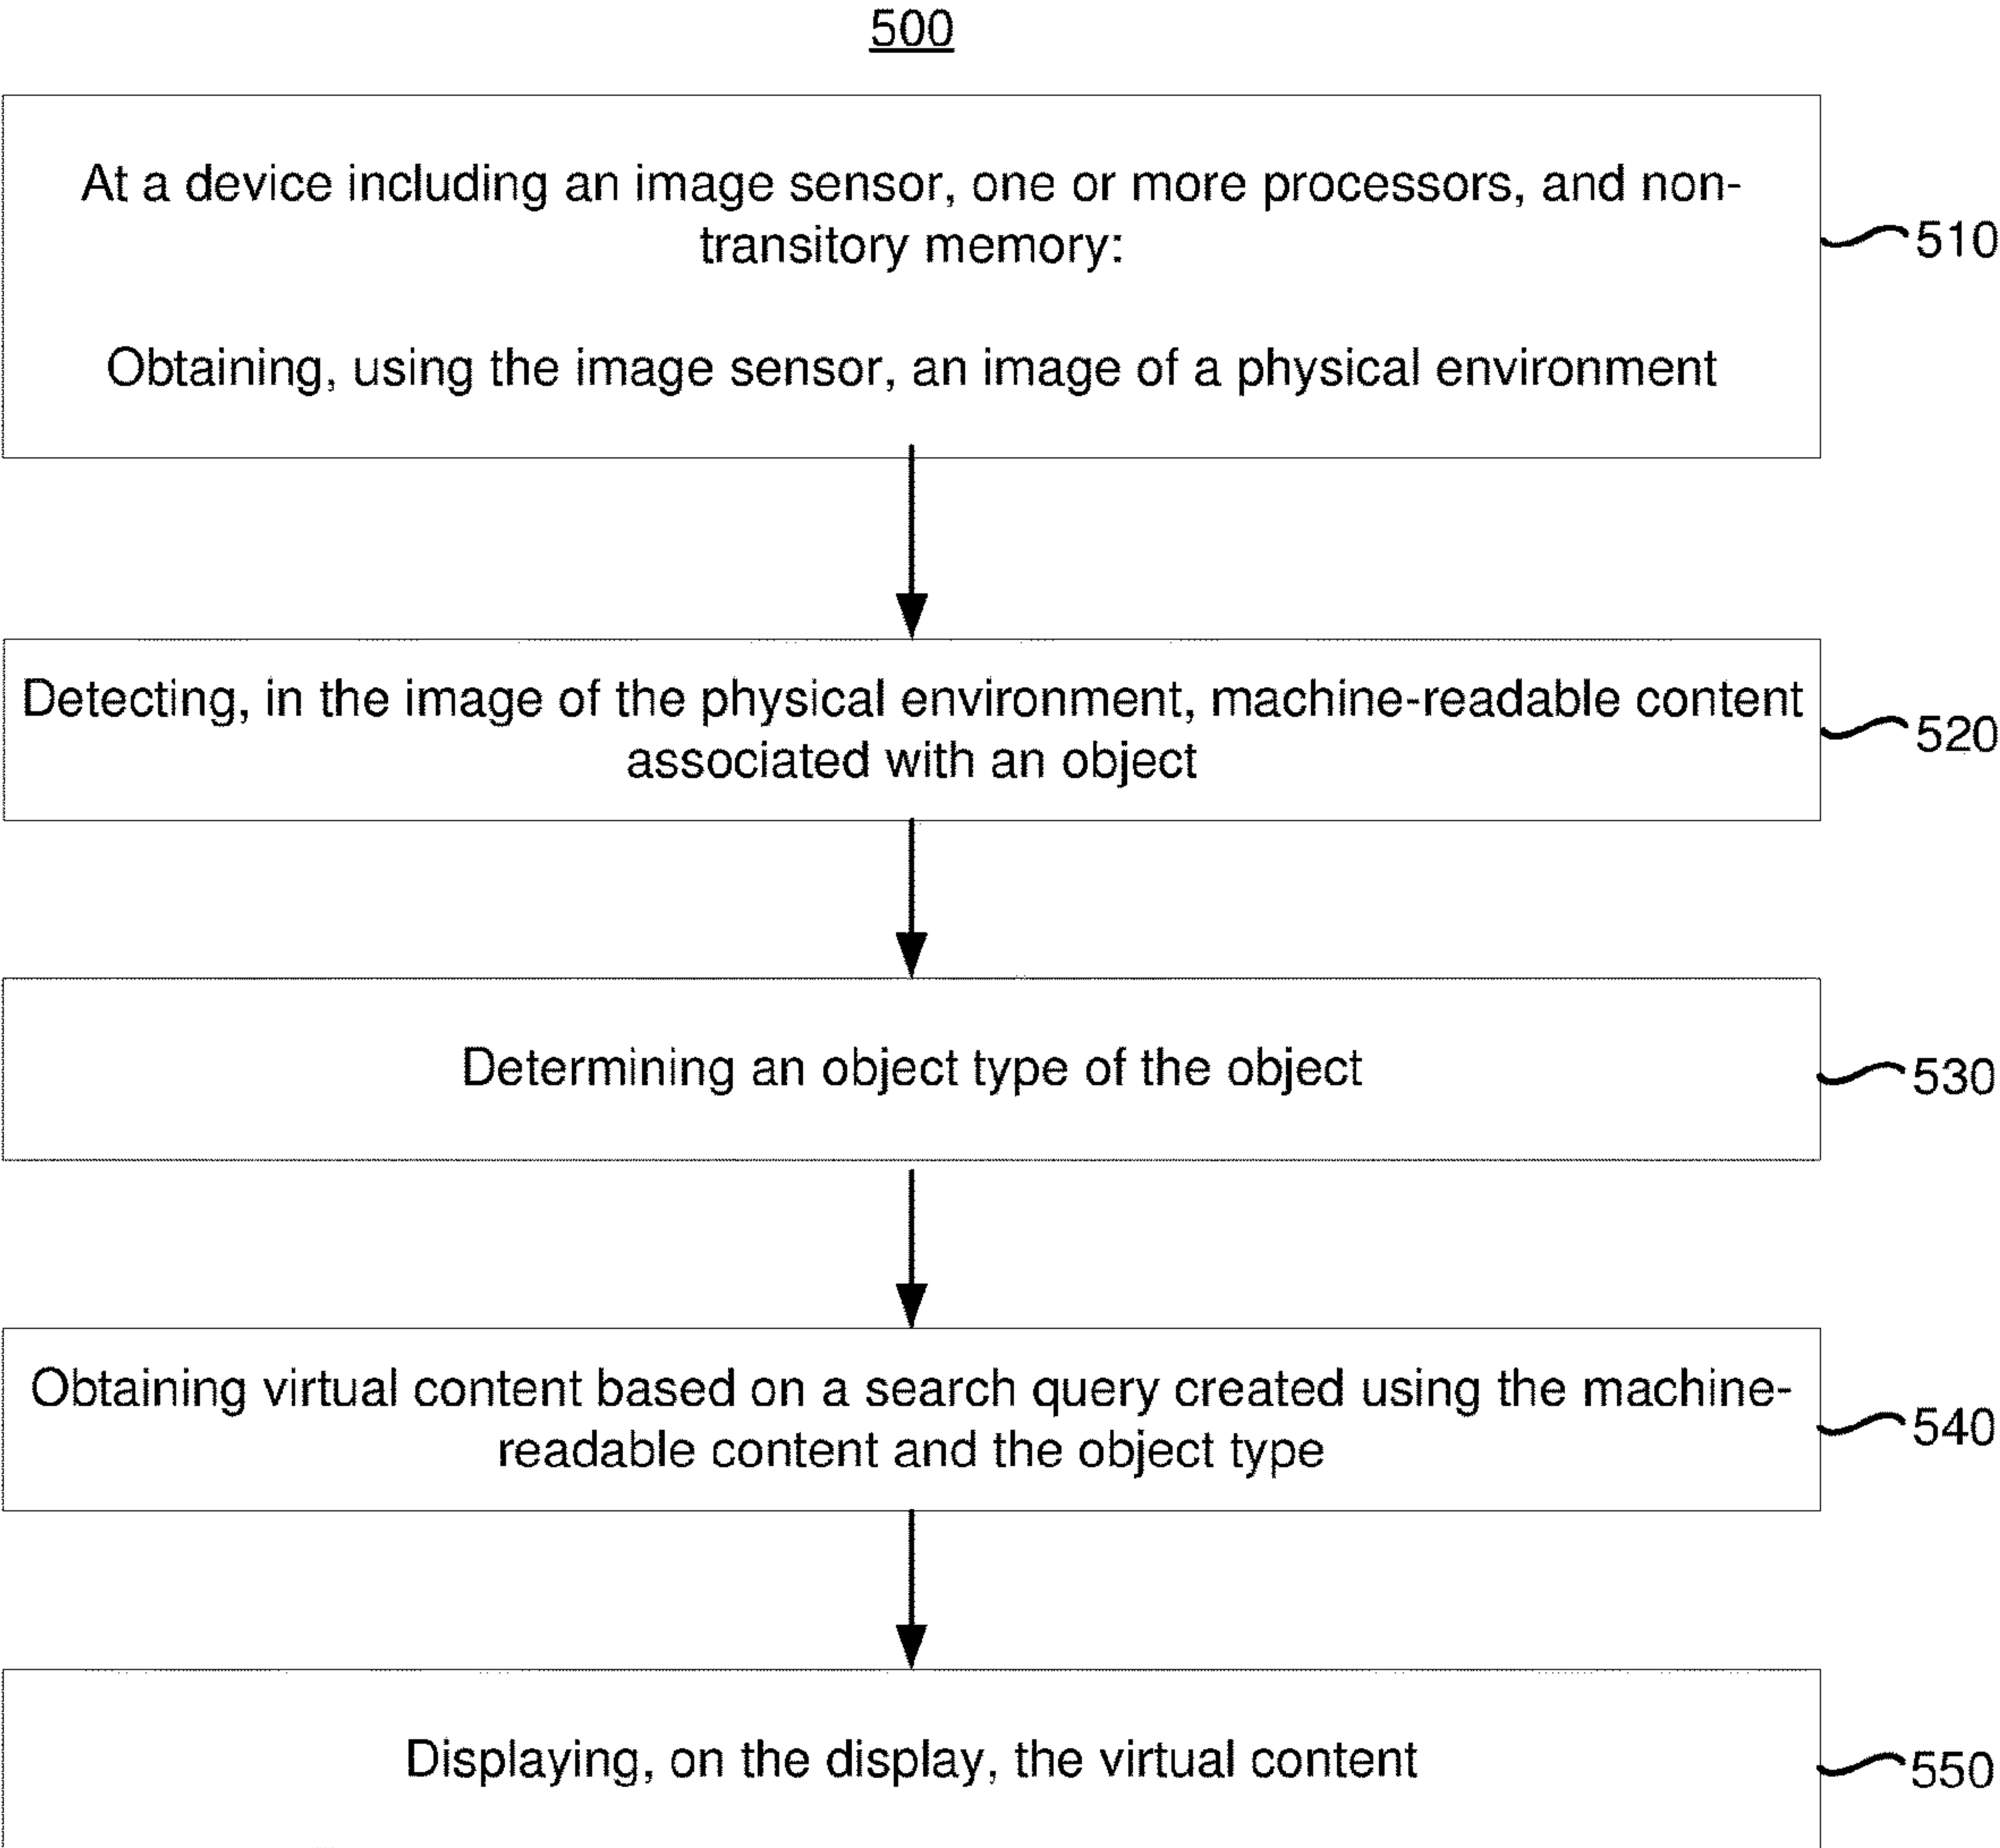 500
At a device including an image sensor, one or more processors, and non-
transitory memory:
Obtaining, using the image sensor, an image of a physical environment
510
Detecting, in the image of the physical environment, machine-readable content
associated with an object
520
Determining an object type of the object
530
Obtaining virtual content based on a search query created using the machine-
readable content and the object type
540
Displaying, on the display, the virtual content
550